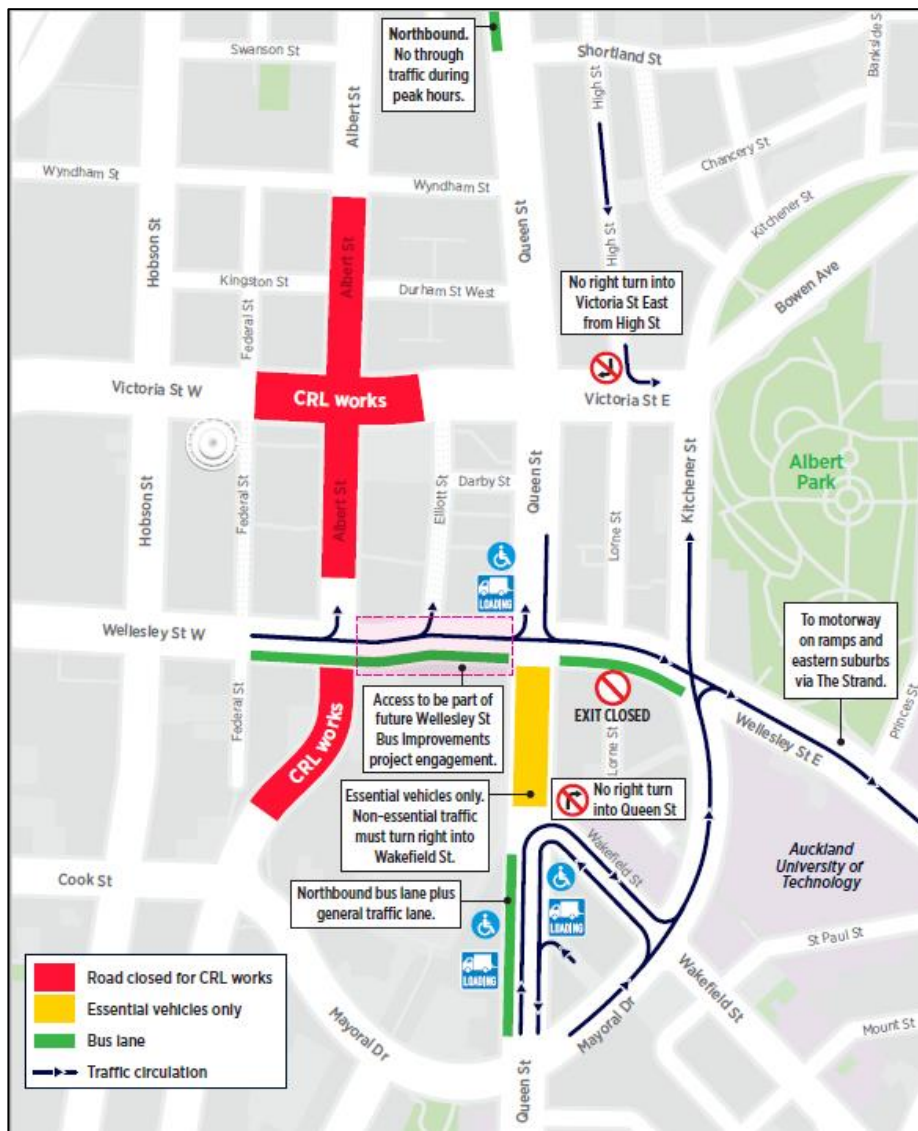 Northbound.
No through
traffic during
peak hours.
Swanson St
Albert St
Shortland St
High St
Bankside St
Chancery St
Wyndham St
Wyndham St
Hobson St
Queen St
High St
Kitchener St
Bowen Ave
Kingston St
Albert St
Durham St West
Federal St
No right turn into
Victoria St East
from High St
Victoria St W
CRL works
Victoria St E
Hobson St
Federal St
Albert St
Elliott St
Darby St
Queen St
Lorne St
Kitchener St
Albert
Park
LOADING
Wellesley St W
To motorway
on ramps and
eastern suburbs
via The Strand.
Princes St
Federal St
CRL works
Access to be part of
future Wellesley St
Bus Improvements
project engagement.
EXIT CLOSED
Lorne St
Wellesley St E
Essential vehicles only.
Non-essential traffic
must turn right into
Wakefield St.
No right turn
into Queen St
Wakefield St
Auckland
University of
Technology
Cook St
Northbound bus lane plus
general traffic lane.
LOADING
LOADING
St Paul St
Wakefield St
Mount St
Mayoral Dr
Mayoral Dr
Queen St
Road closed for CRL works
Essential vehicles only
Bus lane
Traffic circulation